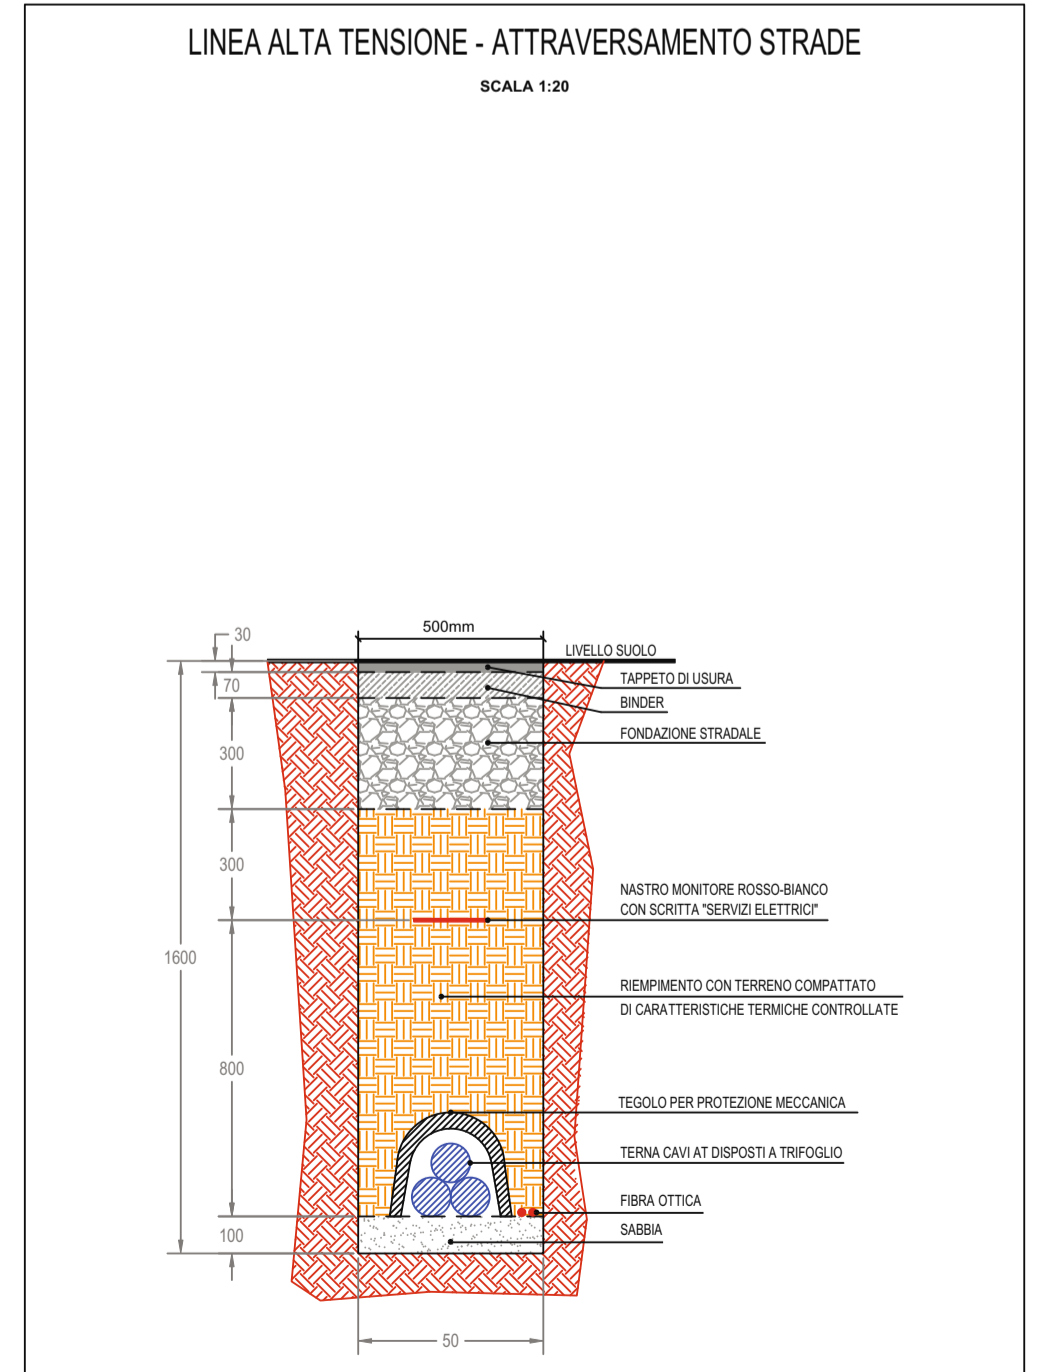 LINEA ALTA TENSIONE - ATTRAVERSAMENTO STRADE
SCALA 1:20
500mm
30
LIVELLO SUOLO
TAPPETO DI USURA
70
BINDER
FONDAZIONE STRADALE
300
300
NASTRO MONITORE ROSSO-BIANCO
CON SCRITTA "SERVIZI ELETTRICI"
1600
RIEMPIMENTO CON TERRENO COMPATTATO
DI CARATTERISTICHE TERMICHE CONTROLLATE
800
TEGOLO PER PROTEZIONE MECCANICA
TERNA CAVI AT DISPOSTI A TRIFOGLIO
FIBRA OTTICA
SABBIA
100
50